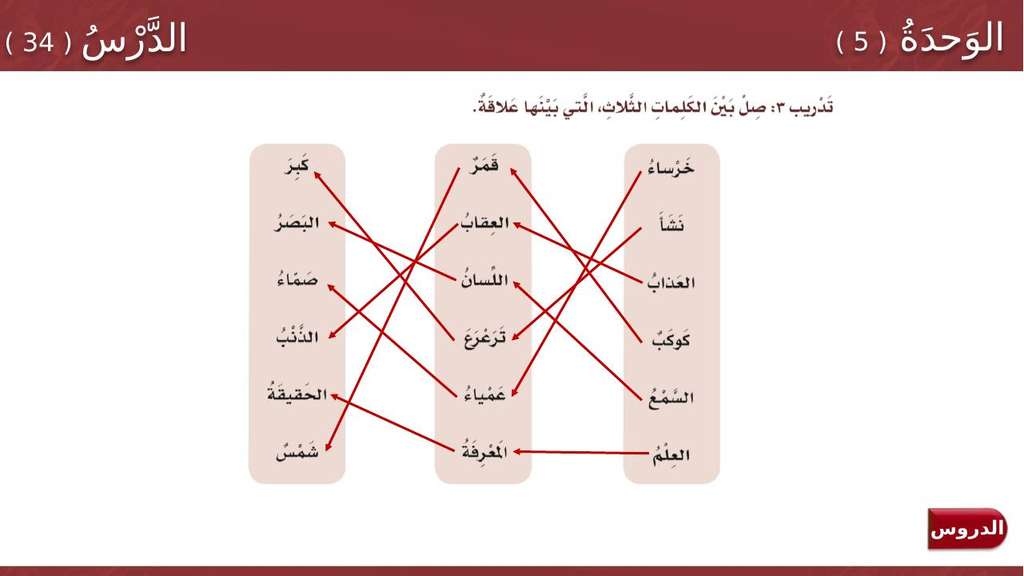 الوَحدَةُ ( 5 )
الدَّرْسُ ( 34 )
تَدْريب ٣: صِلْ بَيْنَ الكَلِماتِ الثَّلاثِ، الَّتي بَيْنَها عَلاقَةٌ.
خَرْساءُ قَمَرٌ كَبِرَ
نَشَأَ العِقابُ البَصَرُ
العَذابُ اللِّسانُ صَمّاءُ
كَوكَبٌ تَرَعْرَعَ الذَّنْبُ
السَّمْعُ عَمْياءُ الحَقيقَةُ
العِلْمُ المَعْرِفَةُ شَمْسٌ
الدروس